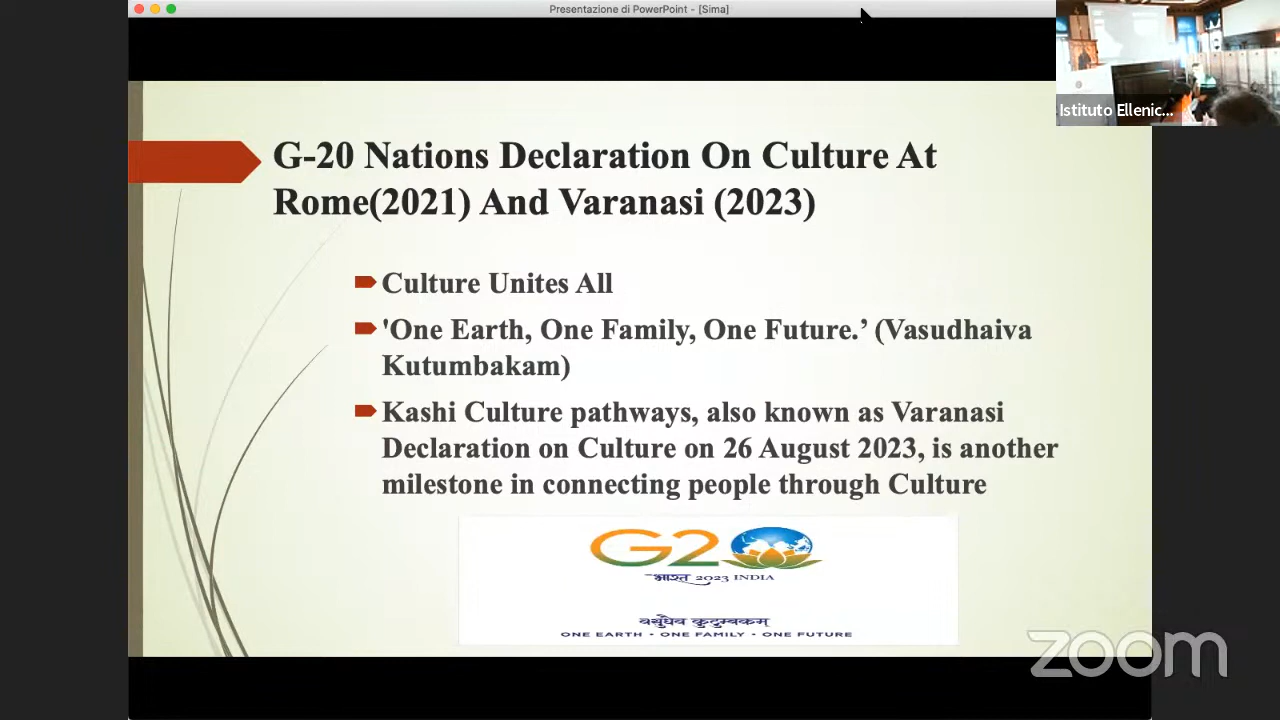 Presentazione di PowerPoint - [Sima]
Istituto Ellenic...
G-20 Nations Declaration On Culture At
Rome(2021) And Varanasi (2023)
Culture Unites All
'One Earth, One Family, One Future.’ (Vasudhaiva
Kutumbakam)
Kashi Culture pathways, also known as Varanasi
Declaration on Culture on 26 August 2023, is another
milestone in connecting people through Culture
G20
भारत 2023 INDIA
वसुधैव कुटुम्बकम्
ONE EARTH • ONE FAMILY • ONE FUTURE
zoom